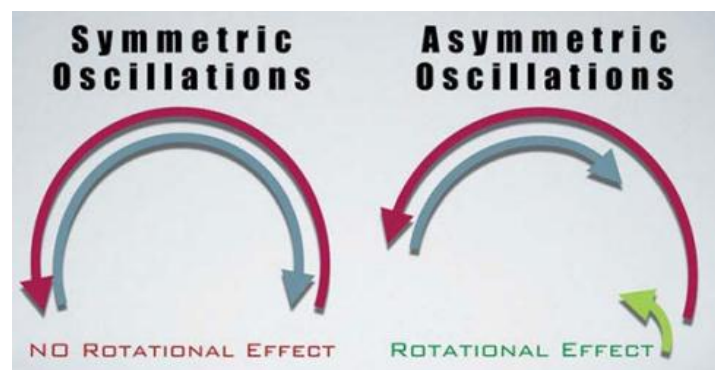 Symmetric
Oscillations
Asymmetric
Oscillations
NO ROTATIONAL EFFECT
ROTATIONAL EFFECT